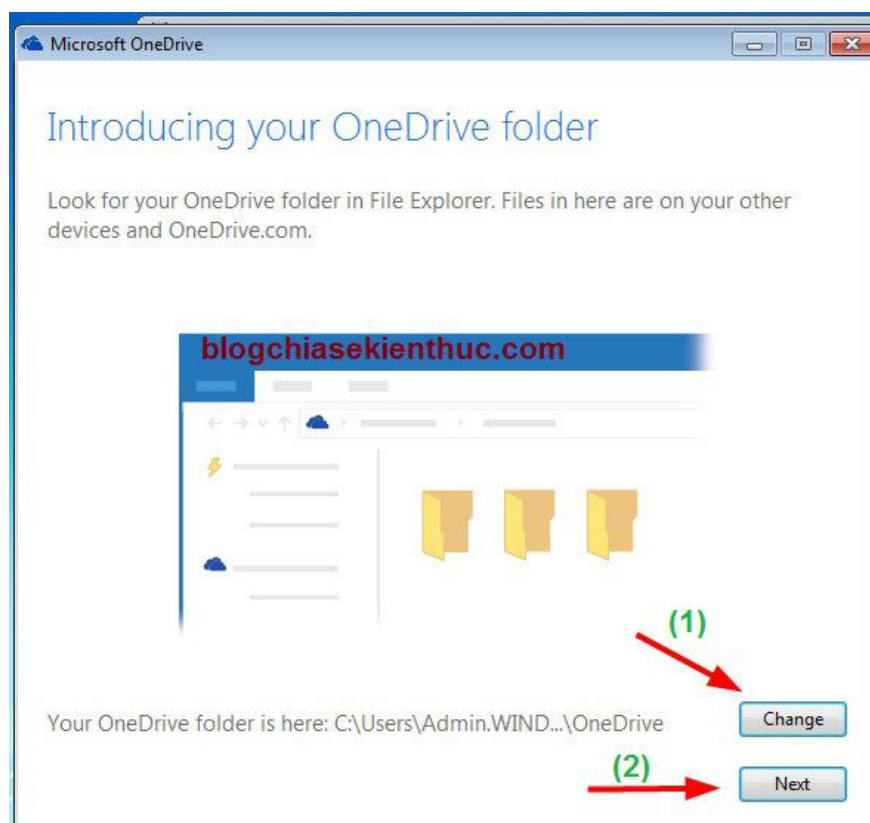 Microsoft OneDrive
Introducing your OneDrive folder
Look for your OneDrive folder in File Explorer. Files in here are on your other
devices and OneDrive.com.
blogchiasekienthuc.com
(1)
Your OneDrive folder is here: C:\Users\Admin.WIND...\OneDrive
Change
(2)
Next